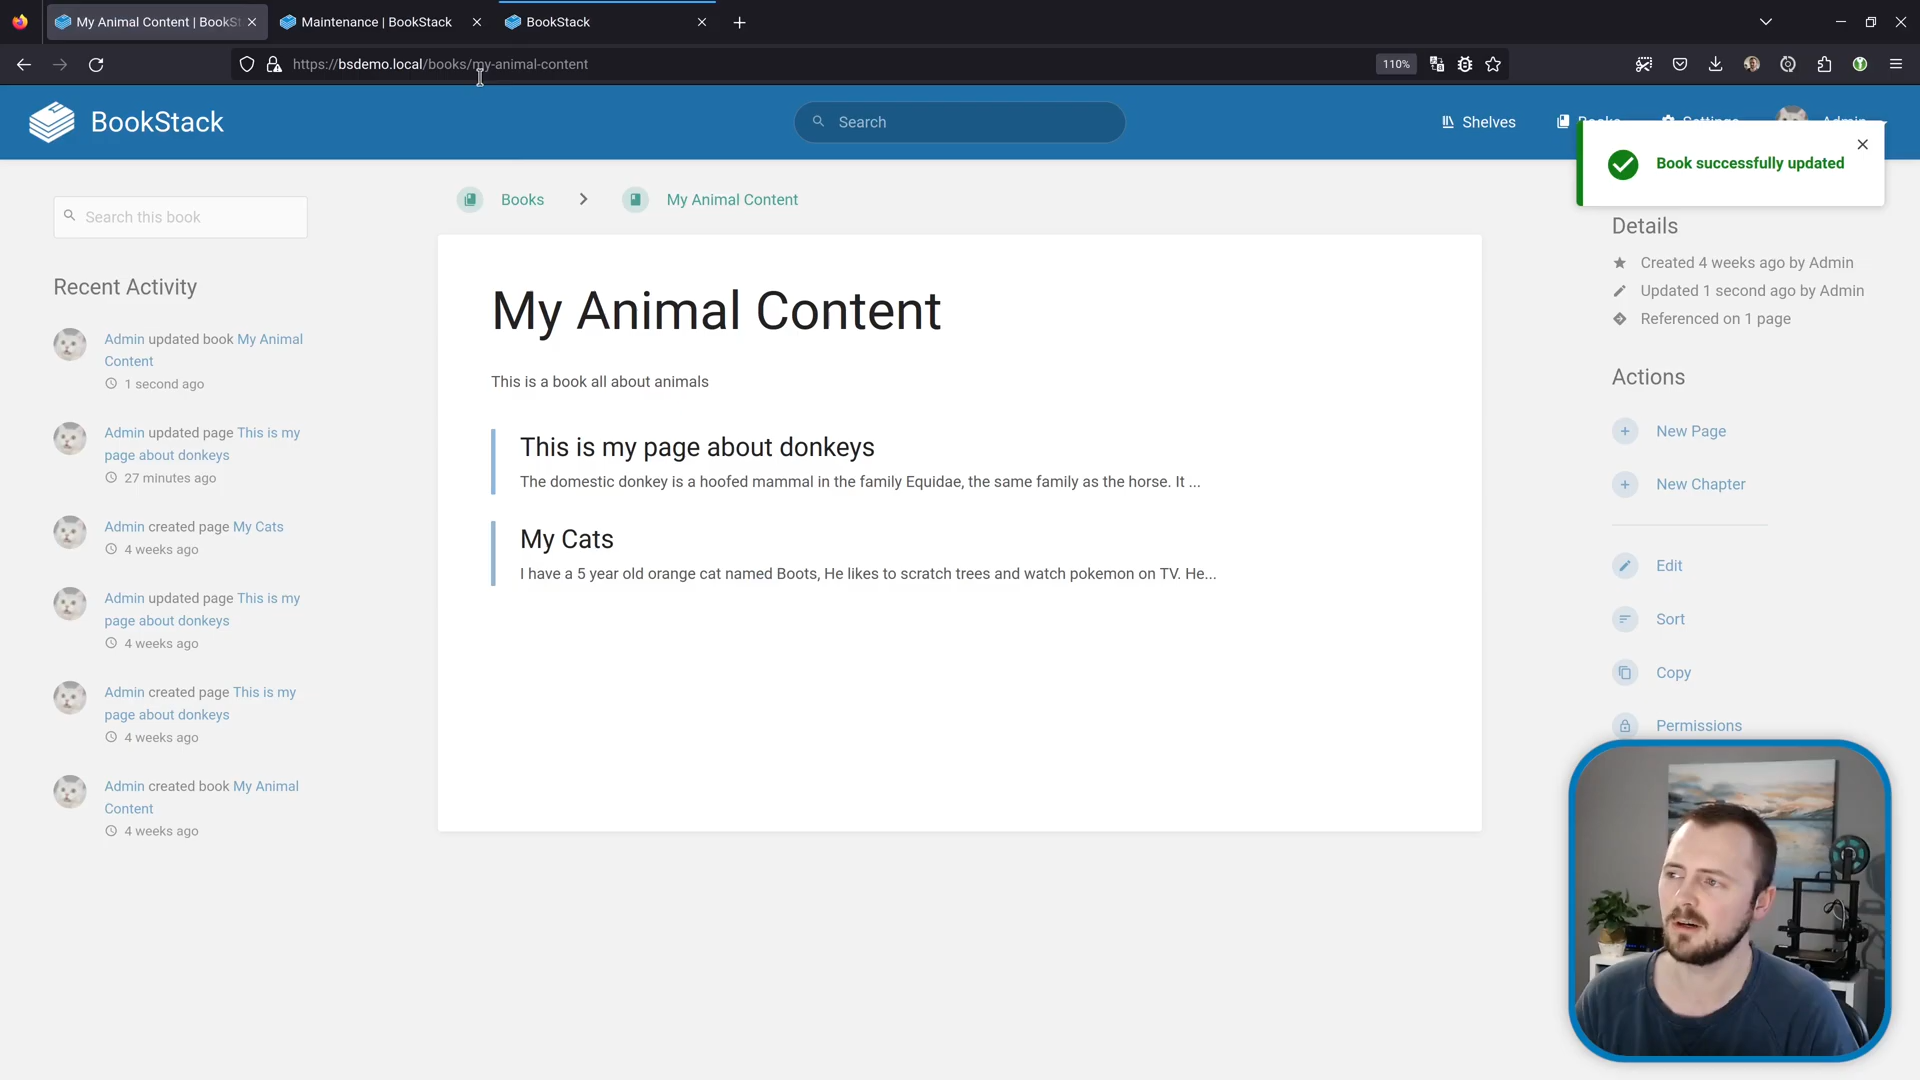 My Animal Content | BookS
Maintenance | BookStack
BookStack
https://bsdemo.local/books/my-animal-content
110%
BookStack
Search
Shelves
Books
Settings
Admin
Book successfully updated
Search this book
Books
My Animal Content
Recent Activity
Admin updated book My Animal
Content
1 second ago
Admin updated page This is my
page about donkeys
27 minutes ago
Admin created page My Cats
4 weeks ago
Admin updated page This is my
page about donkeys
4 weeks ago
Admin created page This is my
page about donkeys
4 weeks ago
Admin created book My Animal
Content
4 weeks ago
My Animal Content
This is a book all about animals
This is my page about donkeys
The domestic donkey is a hoofed mammal in the family Equidae, the same family as the horse. It ...
My Cats
I have a 5 year old orange cat named Boots, He likes to scratch trees and watch pokemon on TV. He...
Details
Created 4 weeks ago by Admin
Updated 1 second ago by Admin
Referenced on 1 page
Actions
New Page
New Chapter
Edit
Sort
Copy
Permissions